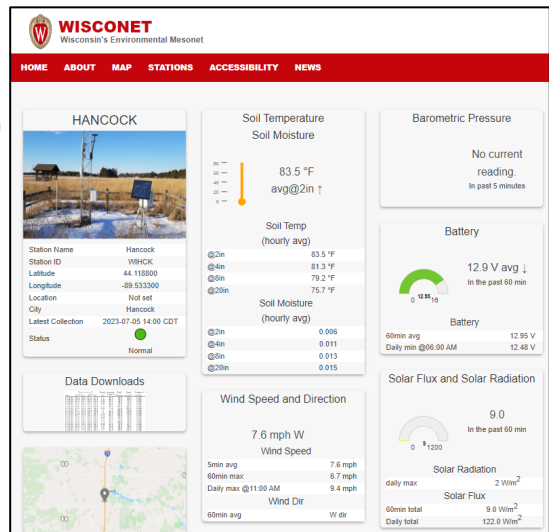 WISCONET
Wisconsin's Environmental Mesonet
HOME ABOUT MAP STATIONS ACCESSIBILITY NEWS
HANCOCK
Station Name Hancock
Station ID WIHCK
Latitude 44.118800
Longitude -89.533300
Location Not set
City Hancock
Latest Collection 2023-07-05 14:00 CDT
Status
Normal
Data Downloads
Soil Temperature
Soil Moisture
80
60
40
20
0
83.5 °F
avg@2in ↑
Soil Temp
(hourly avg)
@2in 83.5 °F
@4in 81.3 °F
@8in 79.2 °F
@20in 75.7 °F
Soil Moisture
(hourly avg)
@2in 0.006
@4in 0.011
@8in 0.013
@20in 0.015
Wind Speed and Direction
7.6 mph W
Wind Speed
5min avg 7.6 mph
60min max 6.7 mph
Daily max @11:00 AM 9.4 mph
Wind Dir
60min avg W dir
Barometric Pressure
No current
reading.
In past 5 minutes
Battery
12.9 V avg ↓
In the past 60 min
0 12.95 16
Battery
60min avg 12.95 V
Daily min @06:00 AM 12.48 V
Solar Flux and Solar Radiation
9.0
In the past 60 min
0 9 1200
Solar Radiation
daily max 2 W/m²
Solar Flux
60min total 9.0 W/m²
Daily total 122.0 W/m²